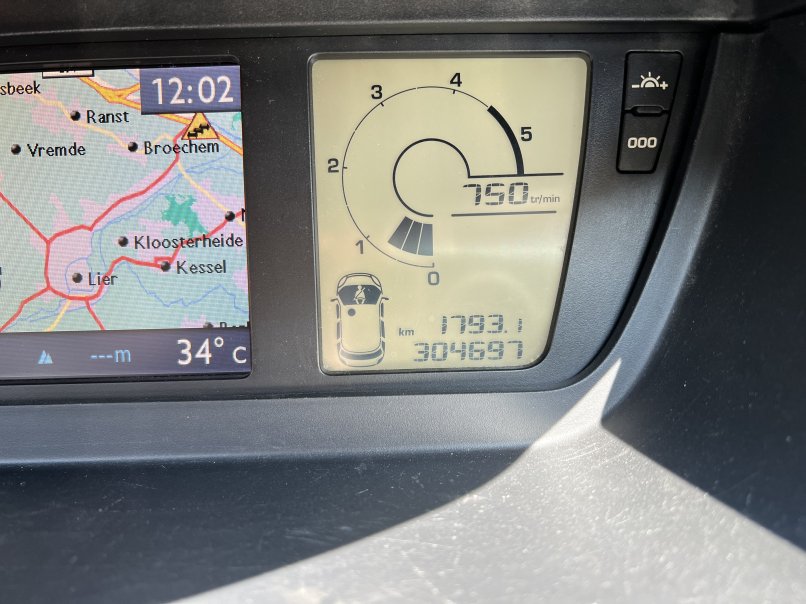 sbeek
12:02
Ranst
Vremde
Broechem
Kloosterheide
Lier
Kessel
---m
34° C
3
4
5
2
1
0
750 tr/min
km 1793.1
304697
- +
000